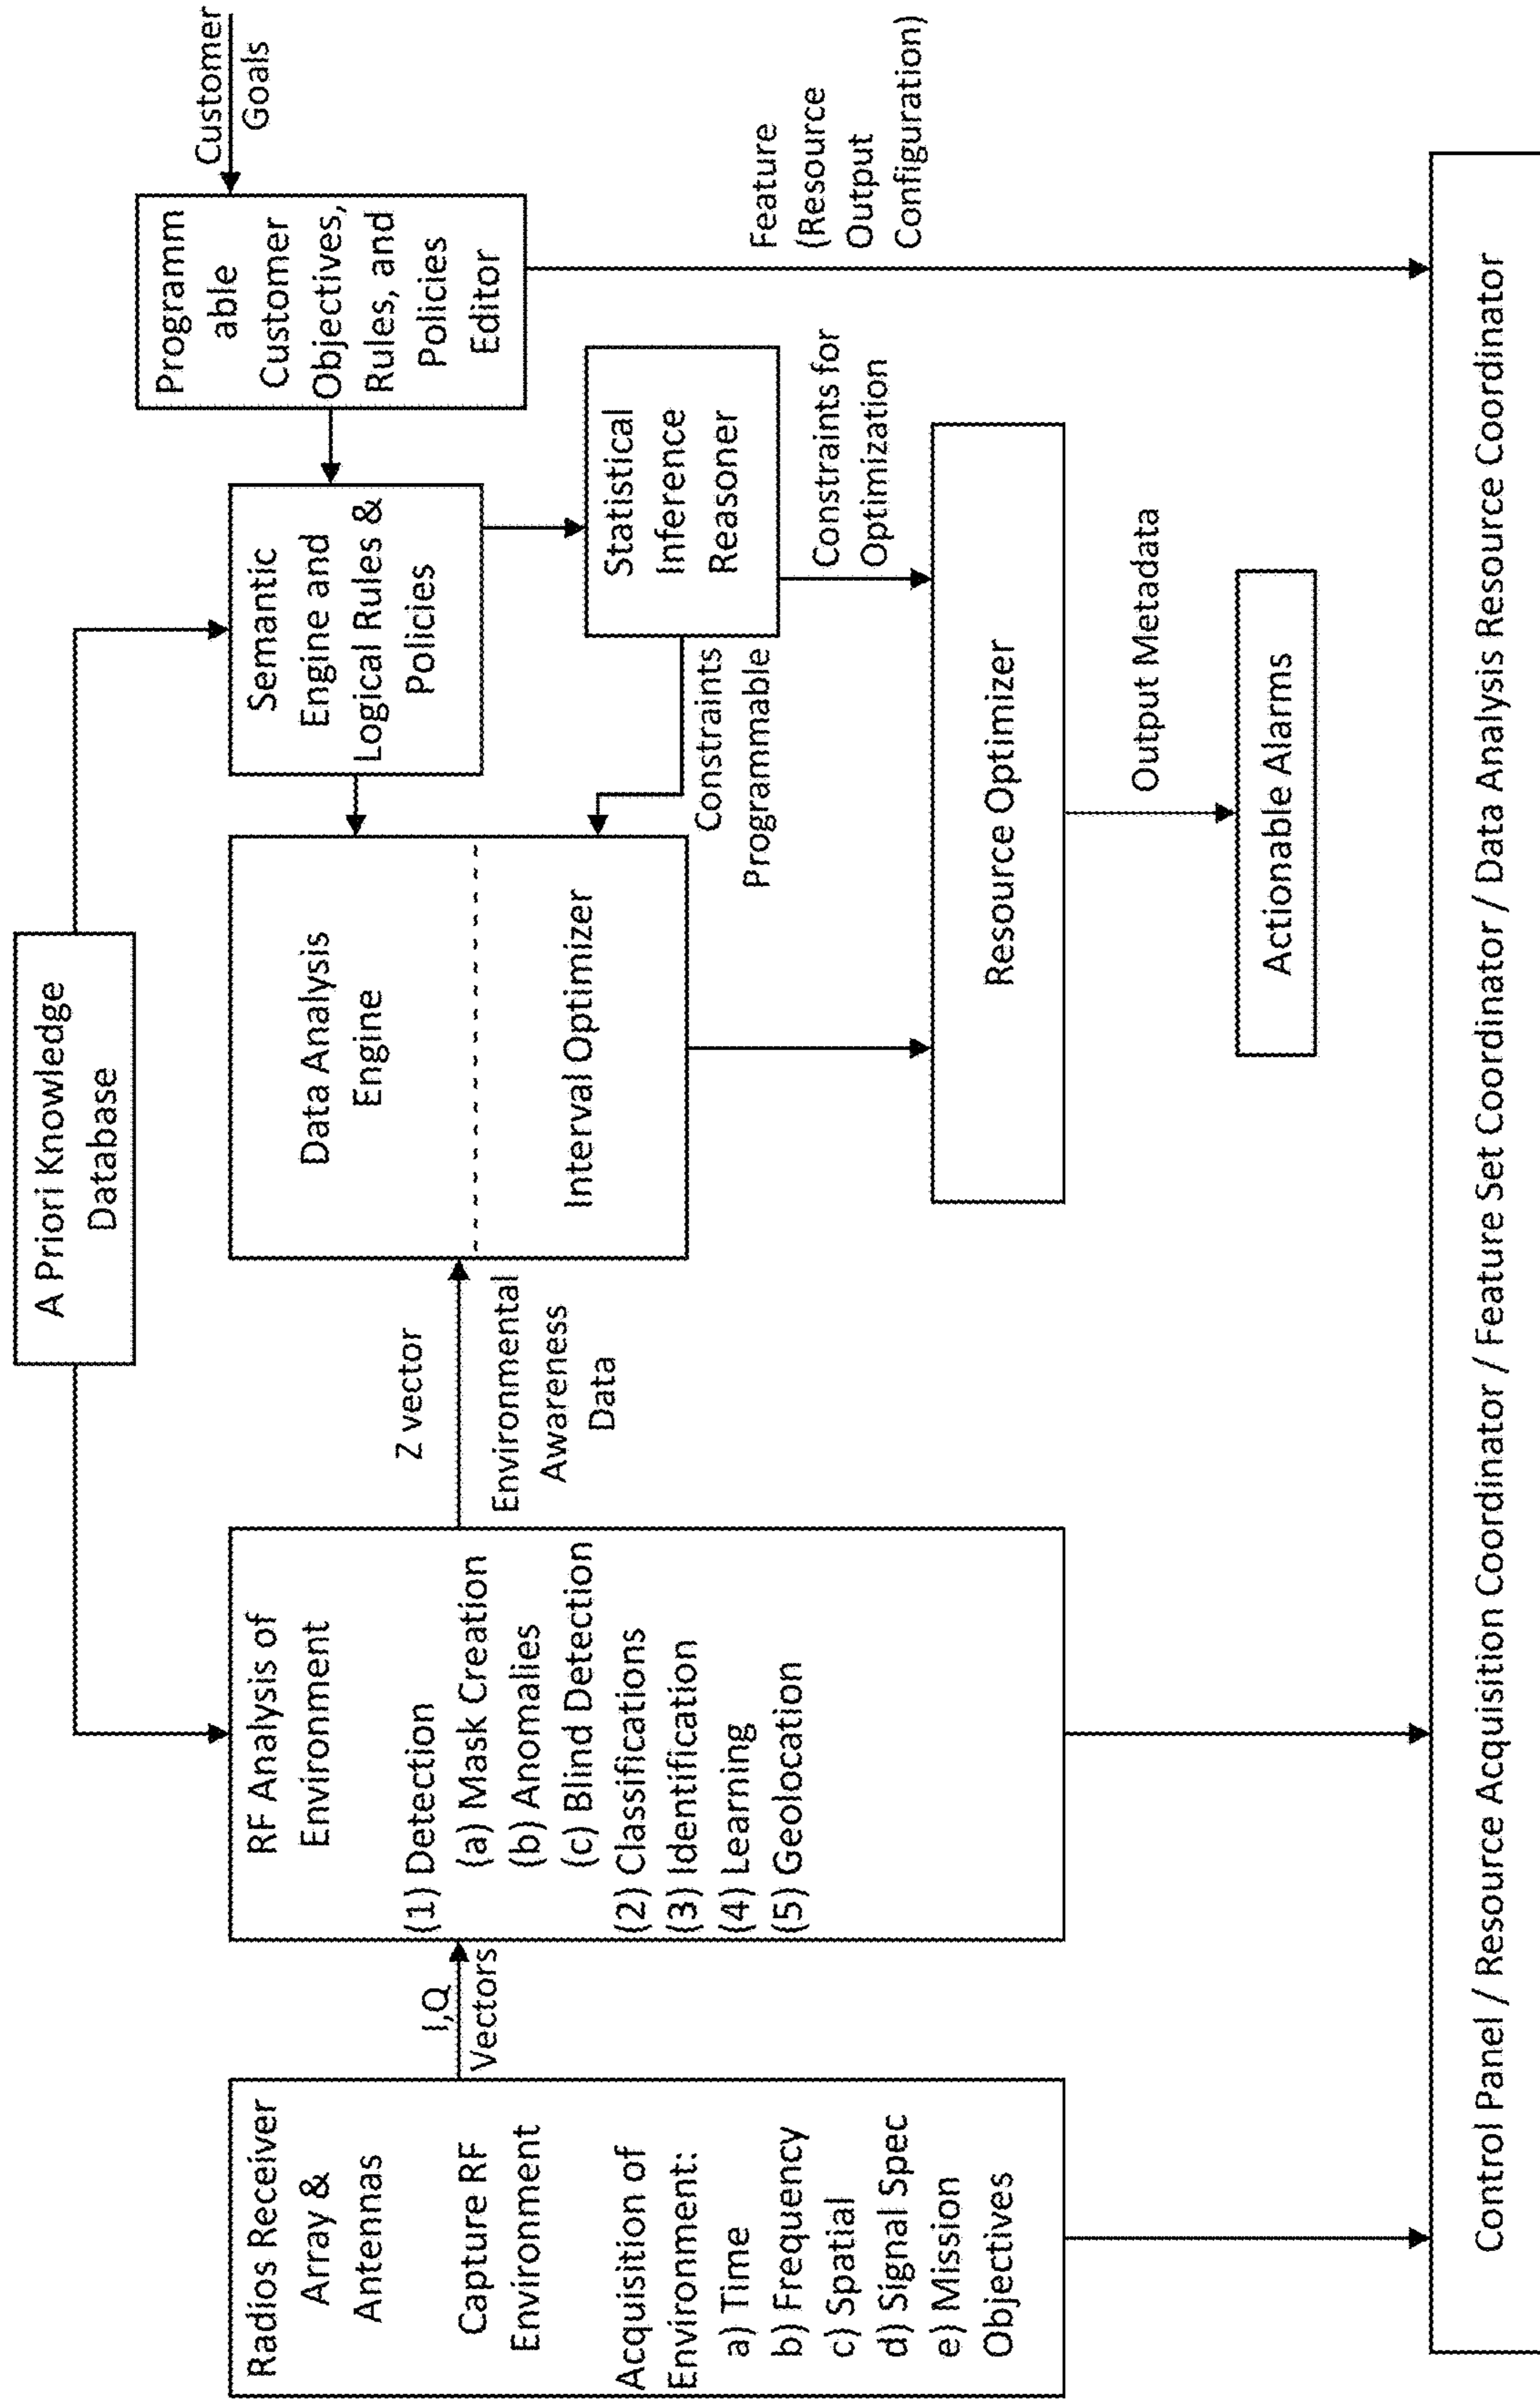 A Priori Knowledge
Database
Radios Receiver
Array &
Antennas
Capture RF
Environment
Acquisition of
Environment:
a) Time
b) Frequency
c) Spatial
d) Signal Spec
e) Mission
Objectives
I,Q
Vectors
RF Analysis of
Environment
(1) Detection
(a) Mask Creation
(b) Anomalies
(c) Blind Detection
(2) Classifications
(3) Identification
(4) Learning
(5) Geolocation
Z vector
Environmental
Awareness
Data
Data Analysis
Engine
Interval Optimizer
Semantic
Engine and
Logical Rules &
Policies
Programm
able
Customer
Objectives,
Rules, and
Policies
Editor
Customer
Goals
Statistical
Inference
Reasoner
Constraints
Programmable
Constraints for
Optimization
Feature
(Resource
Output
Configuration)
Resource Optimizer
Output Metadata
Actionable Alarms
Control Panel / Resource Acquisition Coordinator / Feature Set Coordinator / Data Analysis Resource Coordinator